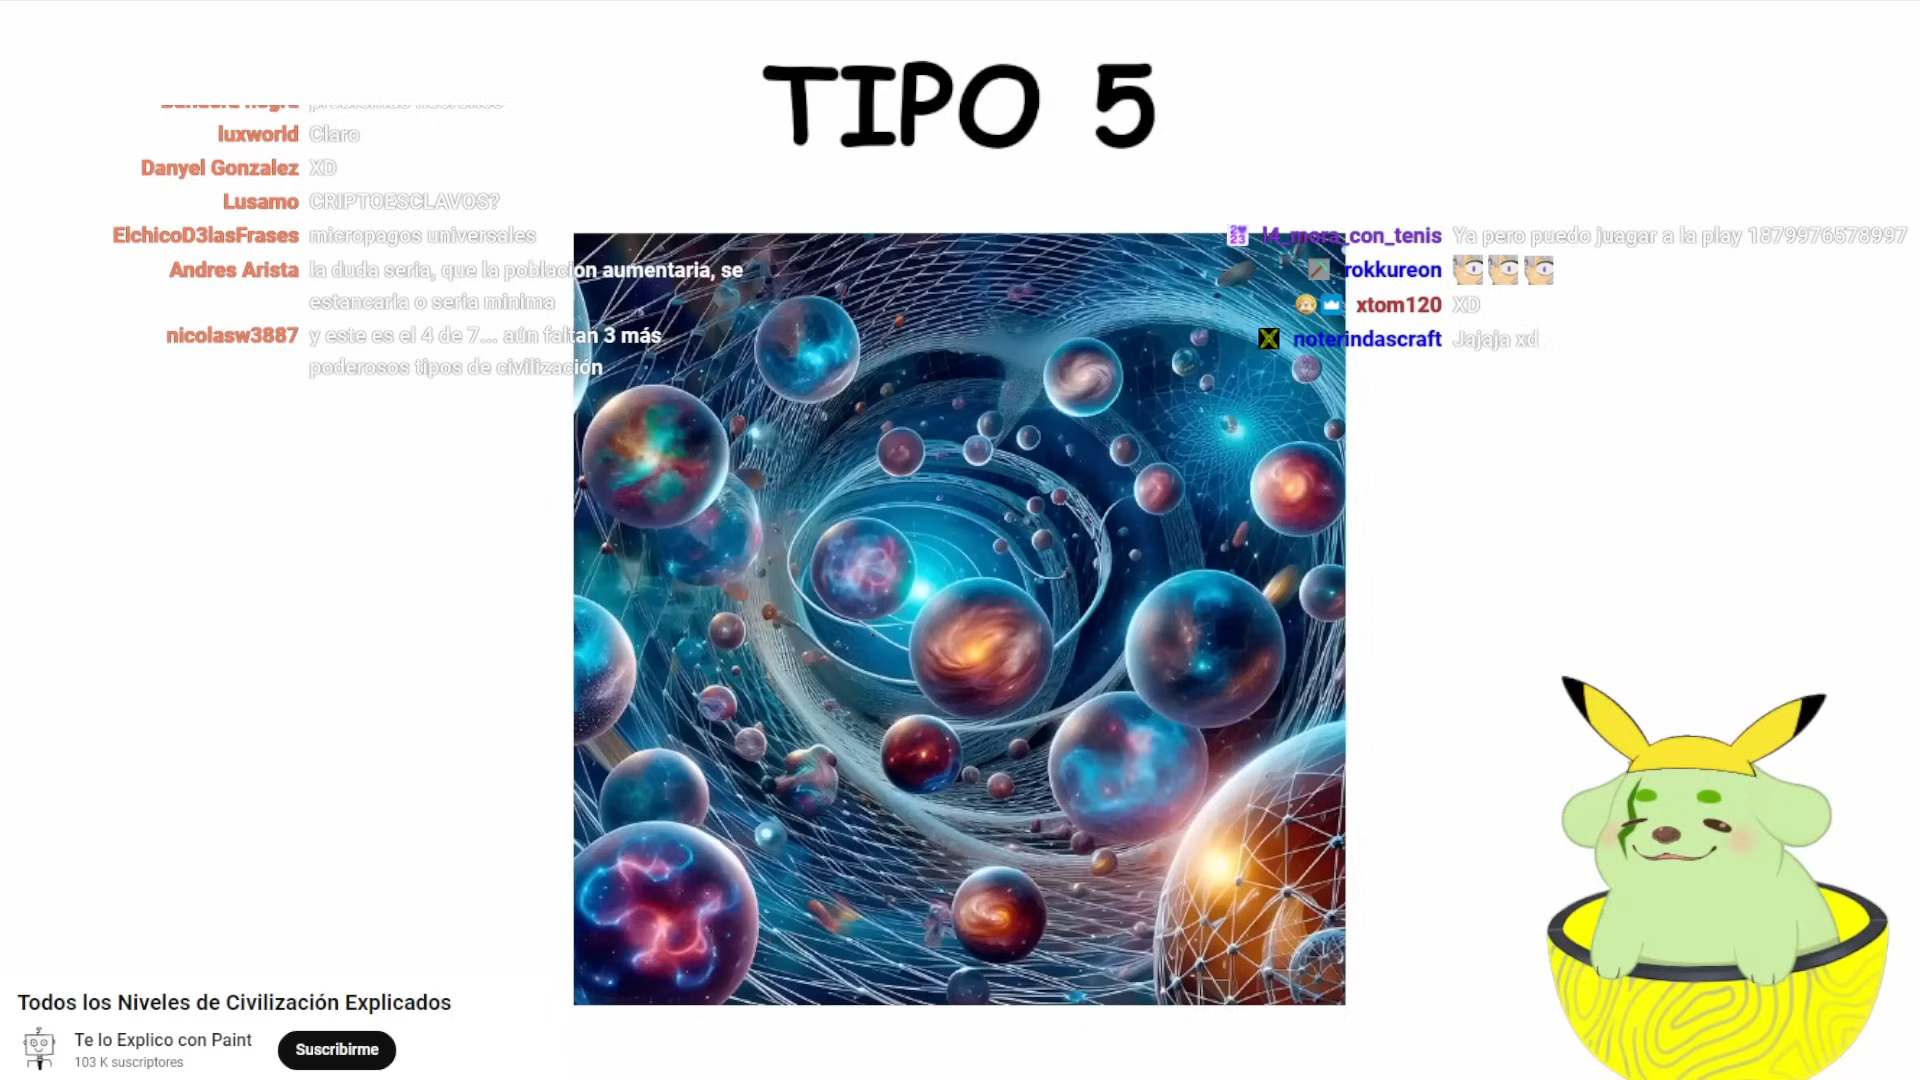 TIPO 5
luxworld Claro
Danyel Gonzalez XD
Lusamo CRIPTOESCLAVOS?
ElchicoD3lasFrases micropagos universales
Andres Arista la duda seria, que la poblacion aumentaria, se
estancaria o seria minima
nicolasw3887 y este es el 4 de 7... aún faltan 3 más
poderosos tipos de civilización
l4_mora_con_tenis Ya pero puedo juagar a la play 1879976578997
rokkureon
xtom120 XD
noterindascraft Jajaja xd
Todos los Niveles de Civilización Explicados
Te lo Explico con Paint
103 K suscriptores
Suscribirme